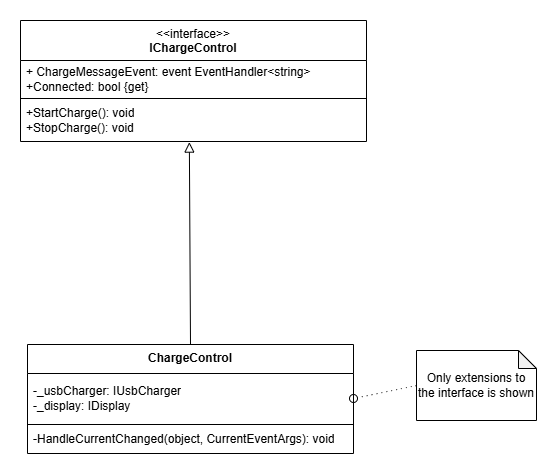 <<interface>>
IChargeControl
+ ChargeMessageEvent: event EventHandler<string>
+Connected: bool {get}
+StartCharge(): void
+StopCharge(): void
ChargeControl
-_usbCharger: IUsbCharger
-_display: IDisplay
-HandleCurrentChanged(object, CurrentEventArgs): void
Only extensions to
the interface is shown